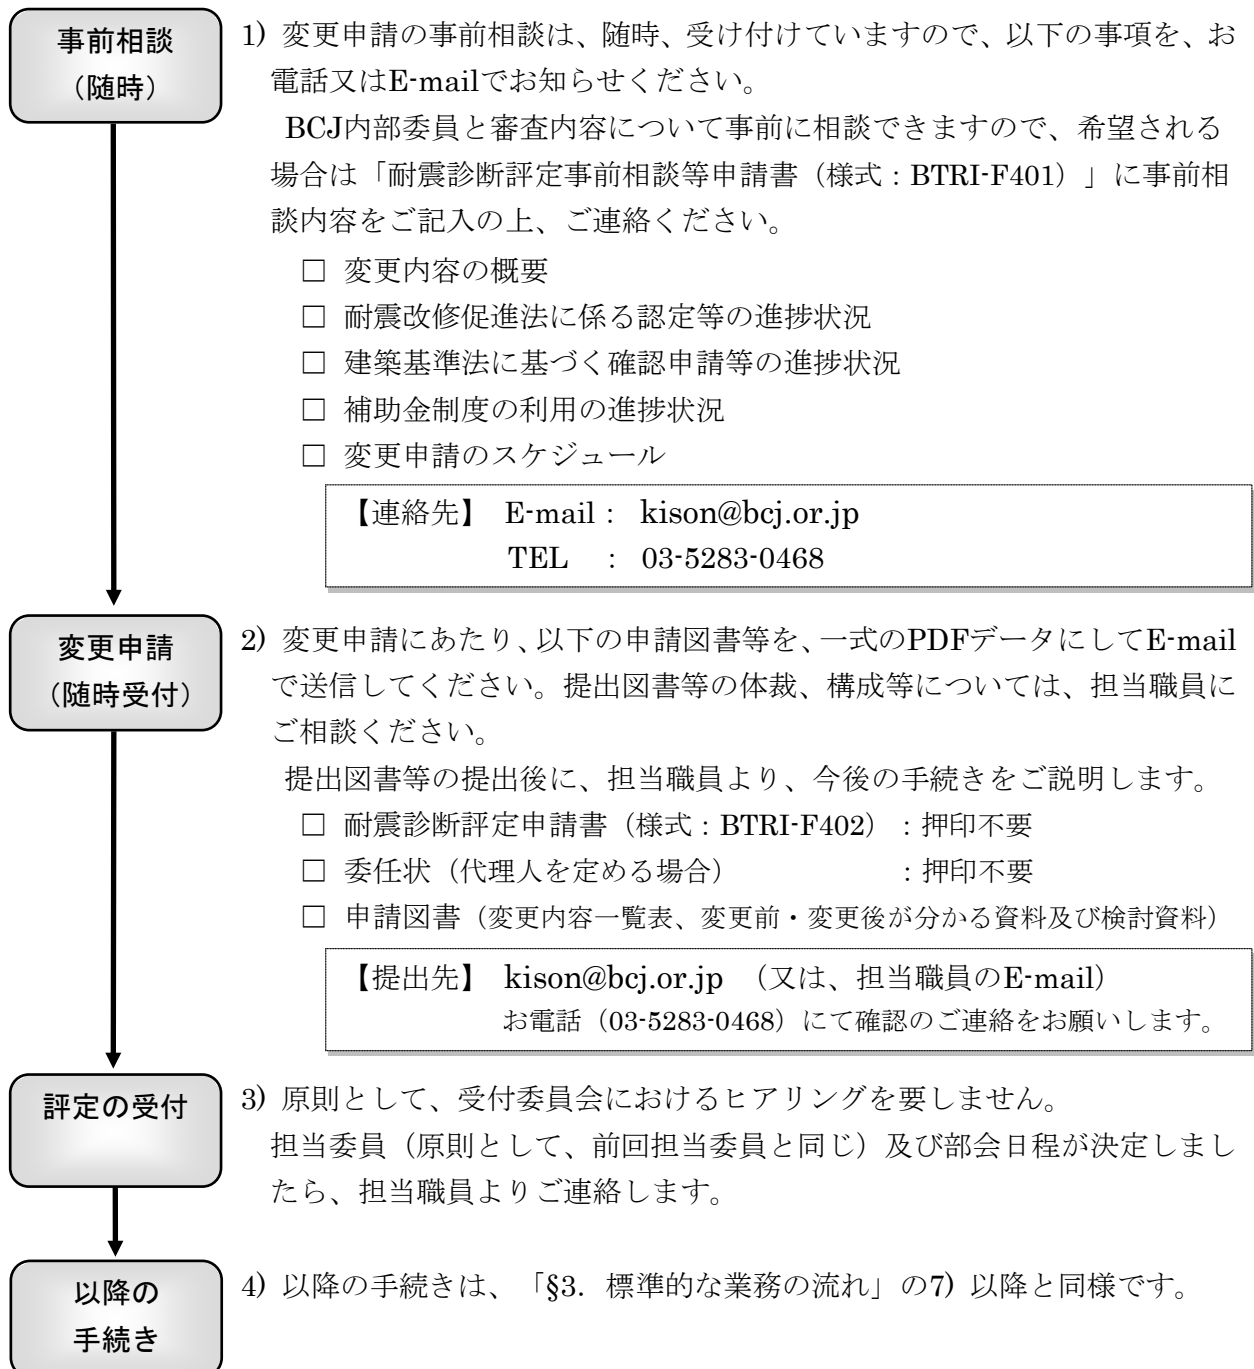 事前相談
（随時）
1) 変更申請の事前相談は、随時、受け付けていますので、以下の事項を、お
電話又はE-mailでお知らせください。
BCJ内部委員と審査内容について事前に相談できますので、希望される
場合は「耐震診断評定事前相談等申請書（様式：BTRI-F401）」に事前相
談内容をご記入の上、ご連絡ください。
□ 変更内容の概要
□ 耐震改修促進法に係る認定等の進捗状況
□ 建築基準法に基づく確認申請等の進捗状況
□ 補助金制度の利用の進捗状況
□ 変更申請のスケジュール
【連絡先】 E-mail： kison@bcj.or.jp
TEL ： 03-5283-0468
変更申請
（随時受付）
2) 変更申請にあたり、以下の申請図書等を、一式のPDFデータにしてE-mail
で送信してください。提出図書等の体裁、構成等については、担当職員に
ご相談ください。
提出図書等の提出後に、担当職員より、今後の手続きをご説明します。
□ 耐震診断評定申請書（様式：BTRI-F402）：押印不要
□ 委任状（代理人を定める場合） ：押印不要
□ 申請図書（変更内容一覧表、変更前・変更後が分かる資料及び検討資料）
【提出先】 kison@bcj.or.jp （又は、担当職員のE-mail）
お電話（03-5283-0468）にて確認のご連絡をお願いします。
評定の受付
3) 原則として、受付委員会におけるヒアリングを要しません。
担当委員（原則として、前回担当委員と同じ）及び部会日程が決定しまし
たら、担当職員よりご連絡します。
以降の
手続き
4) 以降の手続きは、「§3．標準的な業務の流れ」の7) 以降と同様です。